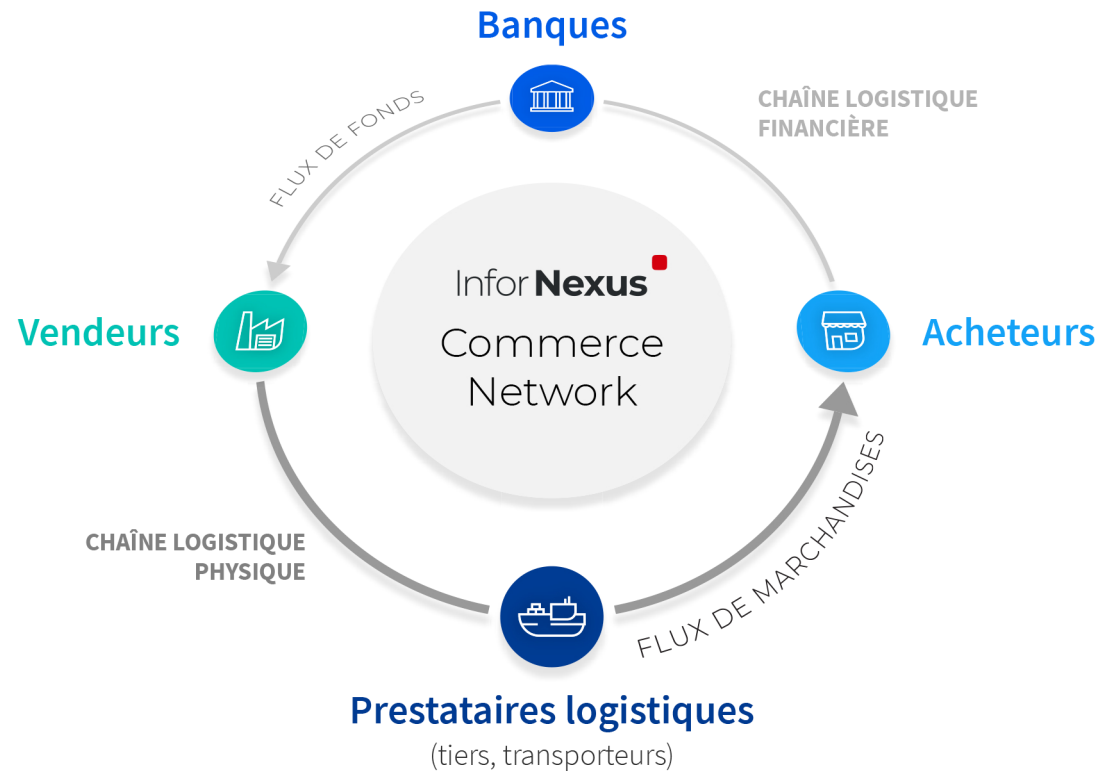 Banques
FLUX DE FONDS
CHAÎNE LOGISTIQUE
FINANCIÈRE
Infor Nexus
Commerce
Network
Vendeurs
Acheteurs
CHAÎNE LOGISTIQUE
PHYSIQUE
FLUX DE MARCHANDISES
Prestataires logistiques
(tiers, transporteurs)